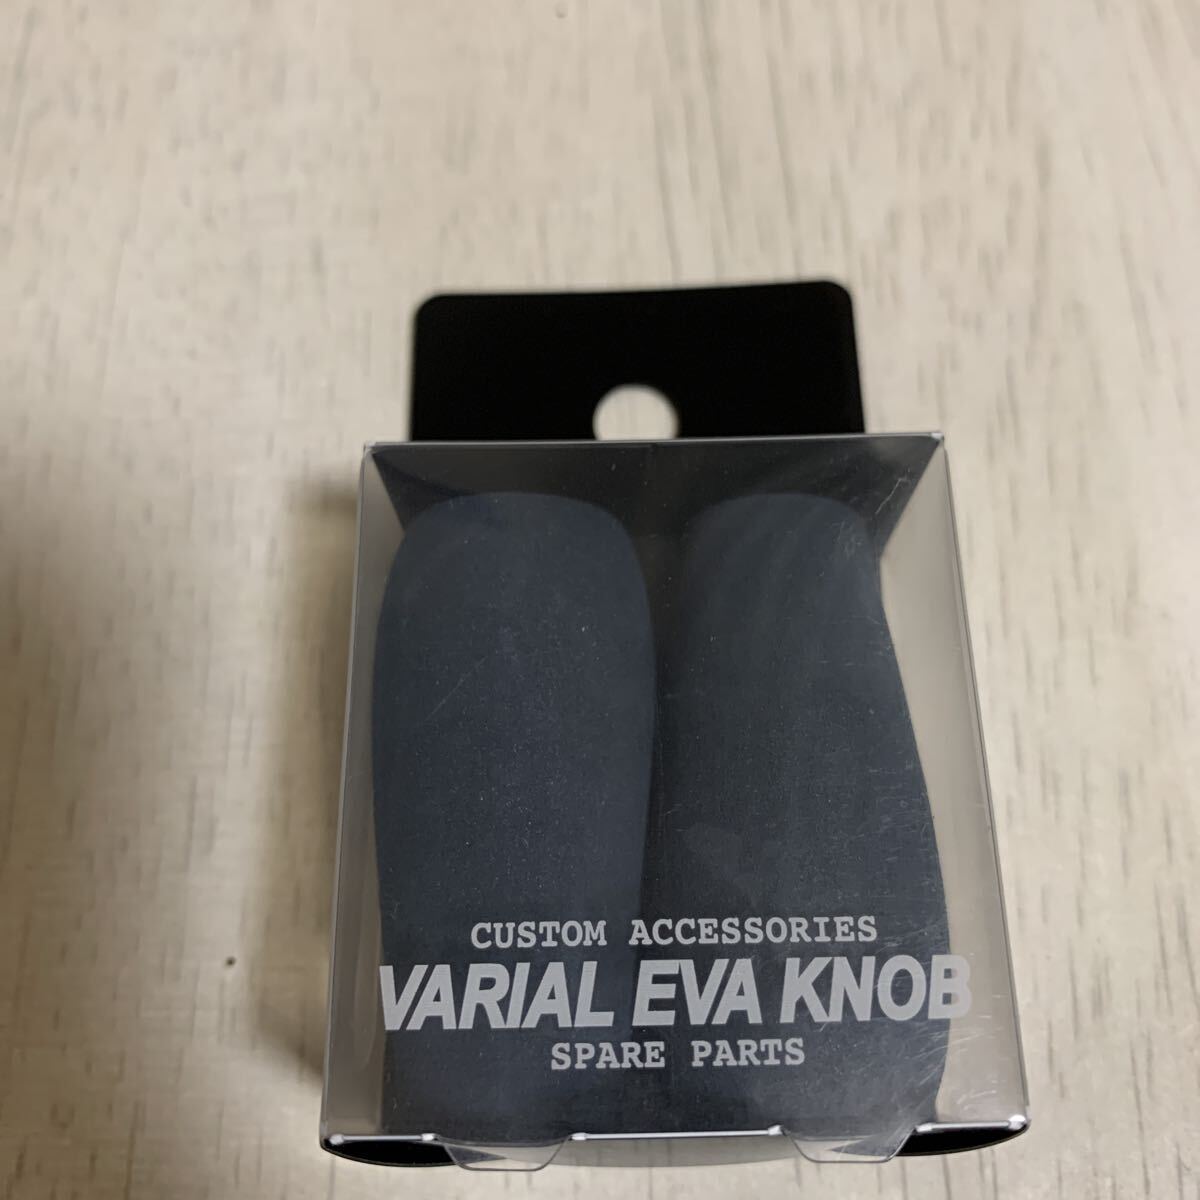 CUSTOM ACCESSORIES
VARIAL EVA KNOB
SPARE PARTS